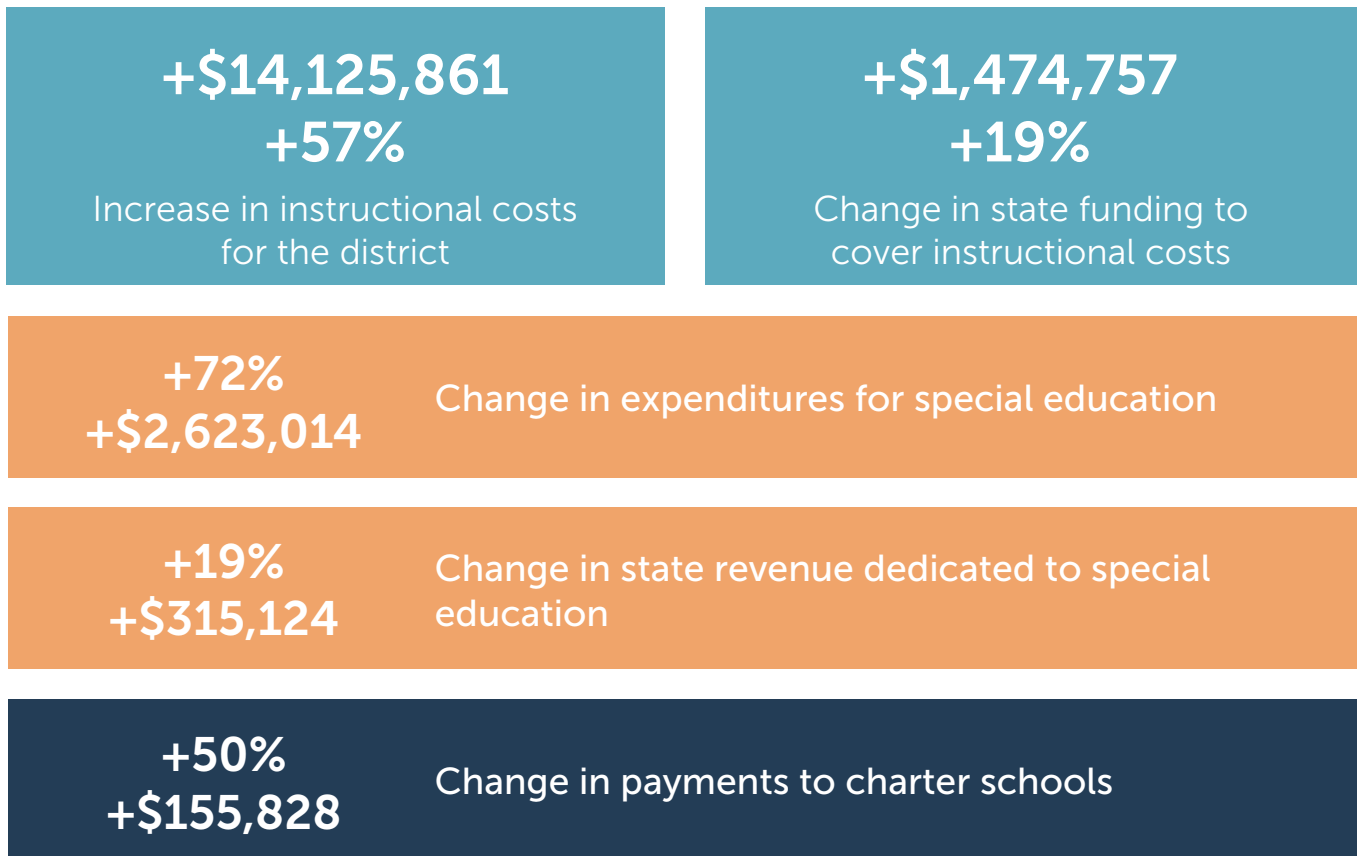 +$14,125,861
+57%
Increase in instructional costs
for the district
+$1,474,757
+19%
Change in state funding to
cover instructional costs
+72%
+$2,623,014
Change in expenditures for special education
+19%
+$315,124
Change in state revenue dedicated to special
education
+50%
+$155,828
Change in payments to charter schools